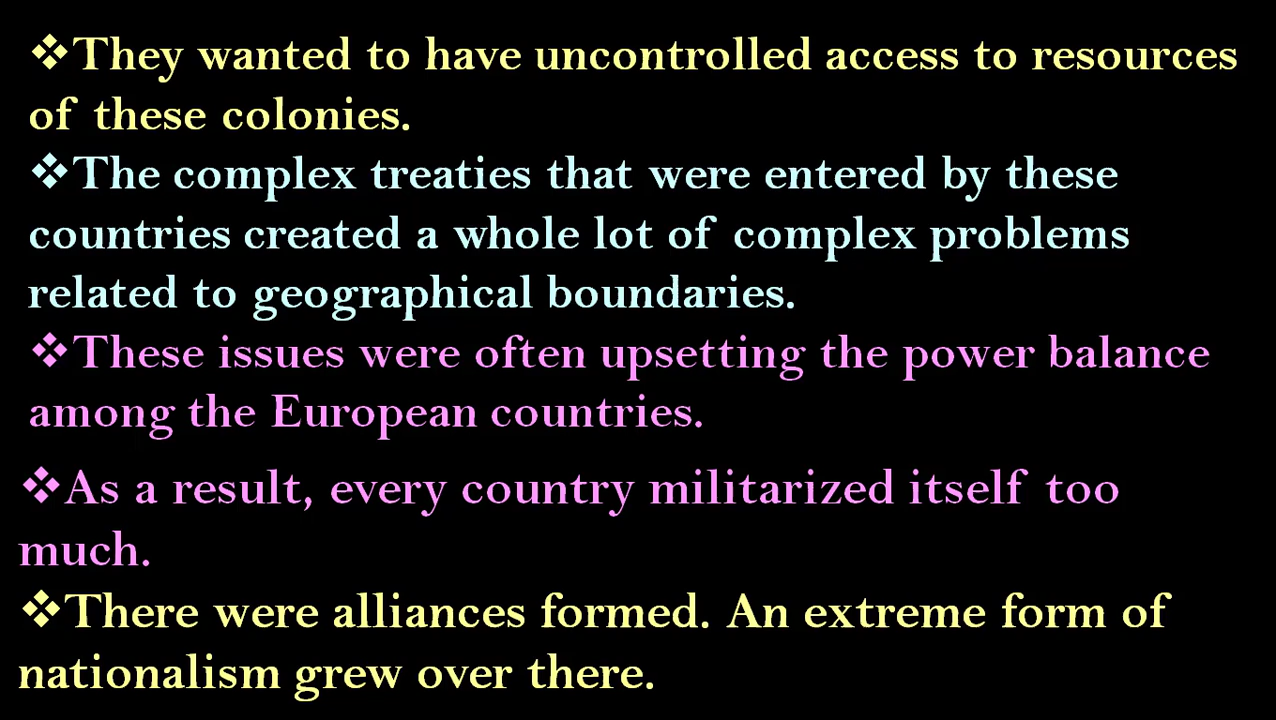 ❖They wanted to have uncontrolled access to resources
of these colonies.
❖The complex treaties that were entered by these
countries created a whole lot of complex problems
related to geographical boundaries.
❖These issues were often upsetting the power balance
among the European countries.
❖As a result, every country militarized itself too
much.
❖There were alliances formed. An extreme form of
nationalism grew over there.